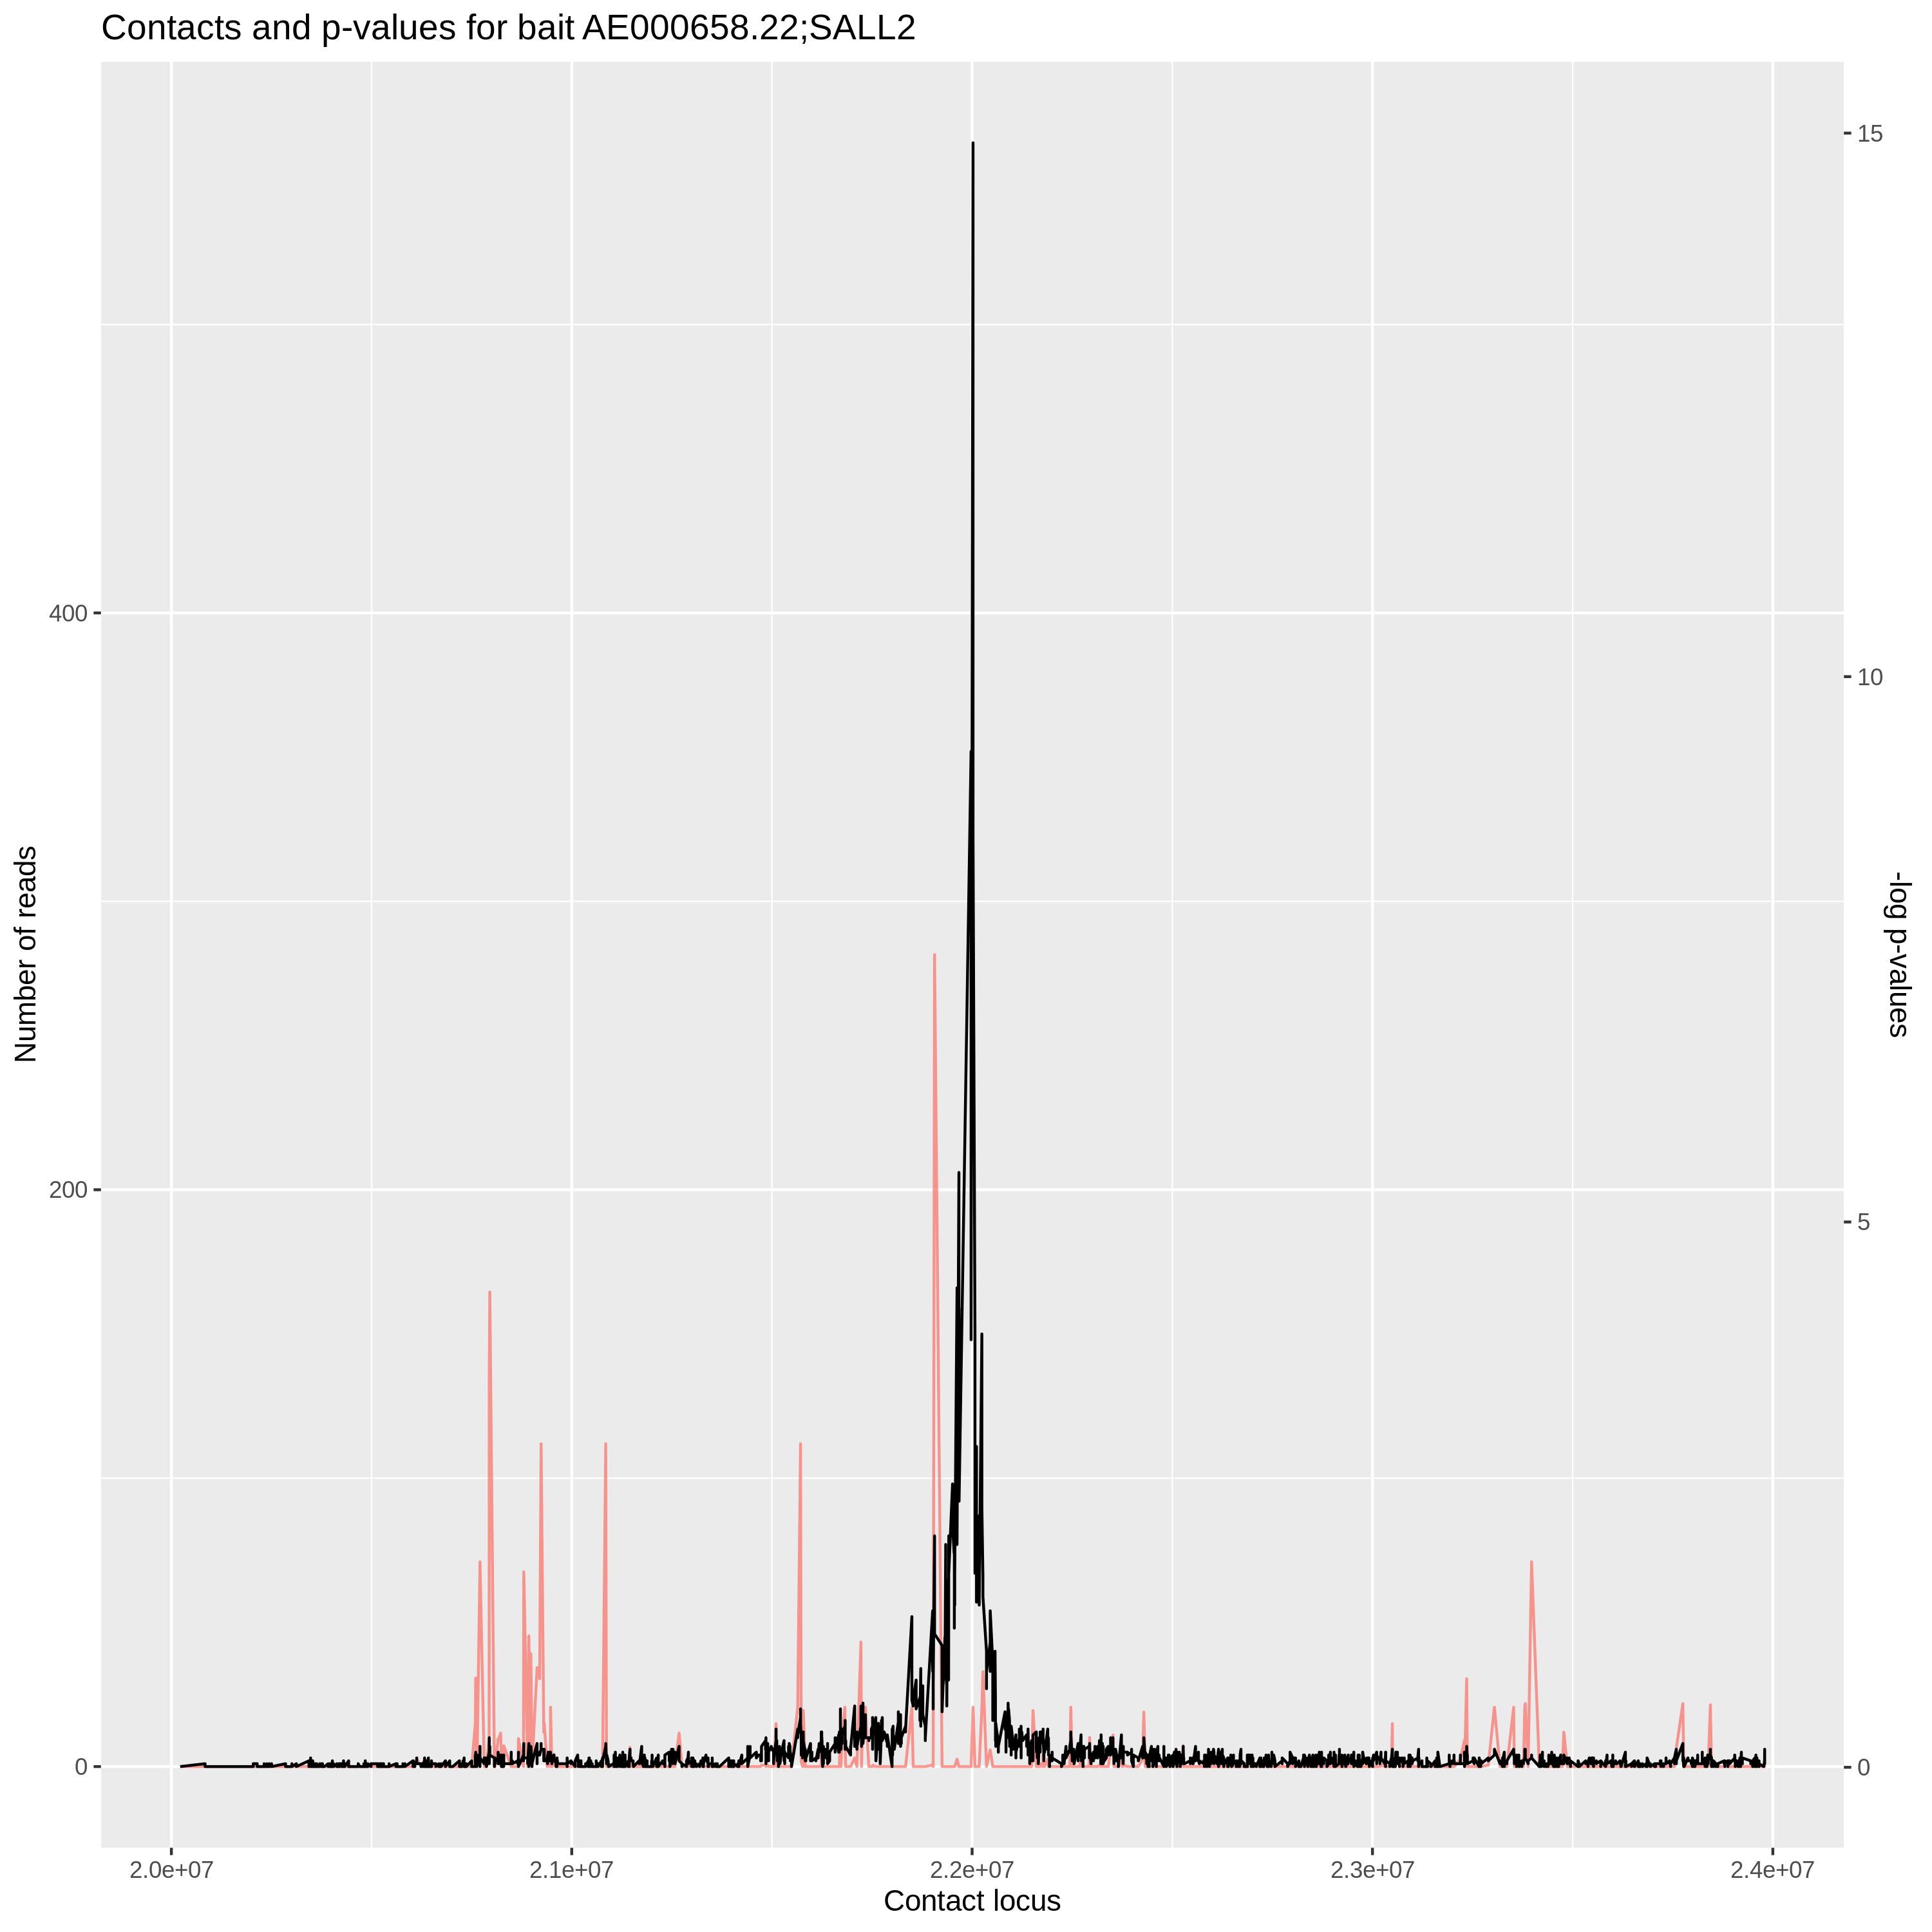 Contacts and p-values for bait AE000658.22;SALL2
15
400
10
Number of reads
-log p-values
200
5
0
0
2.0e+07
2.1e+07
2.2e+07
2.3e+07
2.4e+07
Contact locus